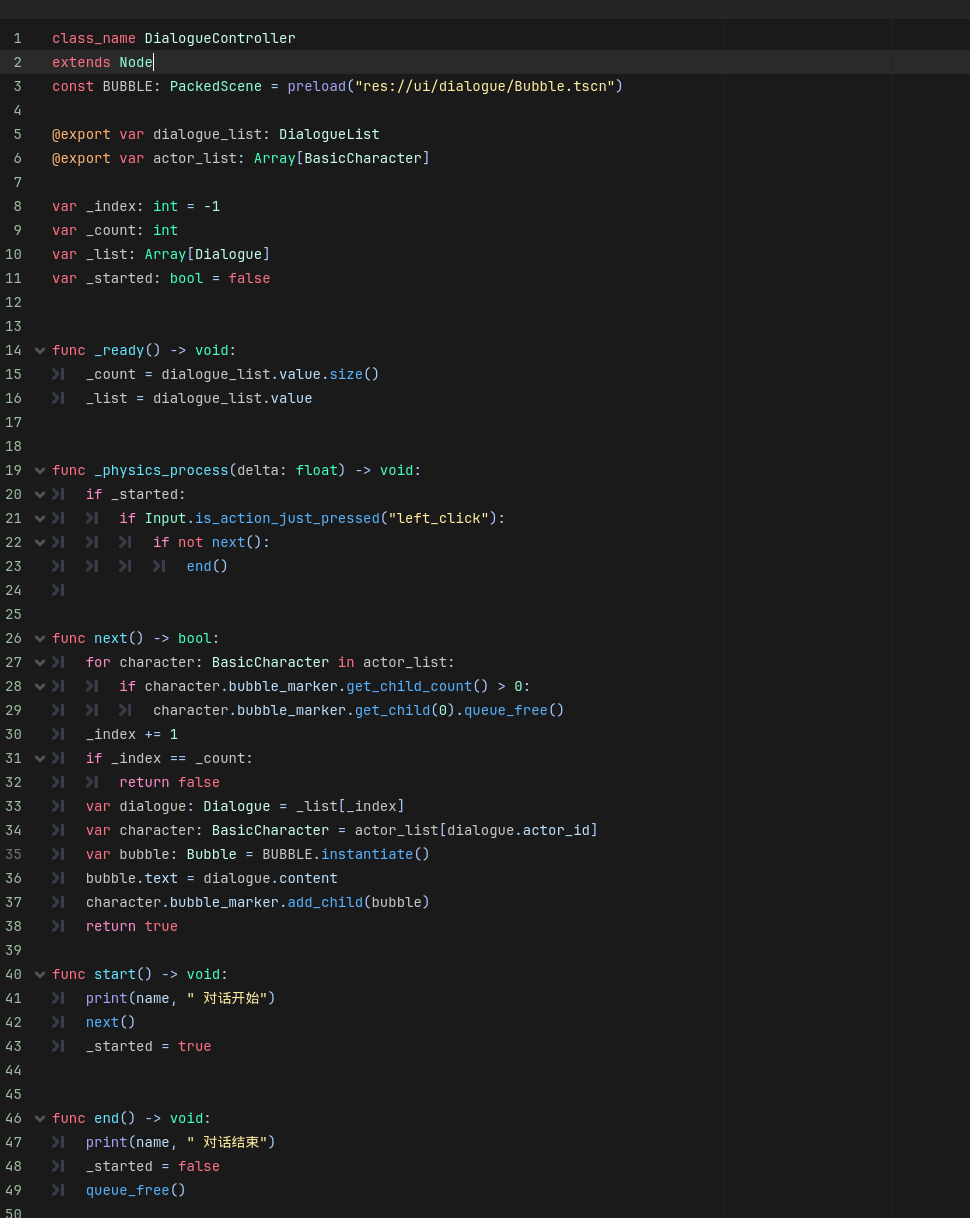 1 class_name DialogueController
2 extends Node
3 const BUBBLE: PackedScene = preload("res://ui/dialogue/Bubble.tscn")
4
5 @export var dialogue_list: DialogueList
6 @export var actor_list: Array[BasicCharacter]
7
8 var _index: int = -1
9 var _count: int
10 var _list: Array[Dialogue]
11 var _started: bool = false
12
13
14 func _ready() -> void:
15 _count = dialogue_list.value.size()
16 _list = dialogue_list.value
17
18
19 func _physics_process(delta: float) -> void:
20 if _started:
21 if Input.is_action_just_pressed("left_click"):
22 if not next():
23 end()
24
25
26 func next() -> bool:
27 for character: BasicCharacter in actor_list:
28 if character.bubble_marker.get_child_count() > 0:
29 character.bubble_marker.get_child(0).queue_free()
30 _index += 1
31 if _index == _count:
32 return false
33 var dialogue: Dialogue = _list[_index]
34 var character: BasicCharacter = actor_list[dialogue.actor_id]
35 var bubble: Bubble = BUBBLE.instantiate()
36 bubble.text = dialogue.content
37 character.bubble_marker.add_child(bubble)
38 return true
39
40 func start() -> void:
41 print(name, " 对话开始")
42 next()
43 _started = true
44
45
46 func end() -> void:
47 print(name, " 对话结束")
48 _started = false
49 queue_free()
50